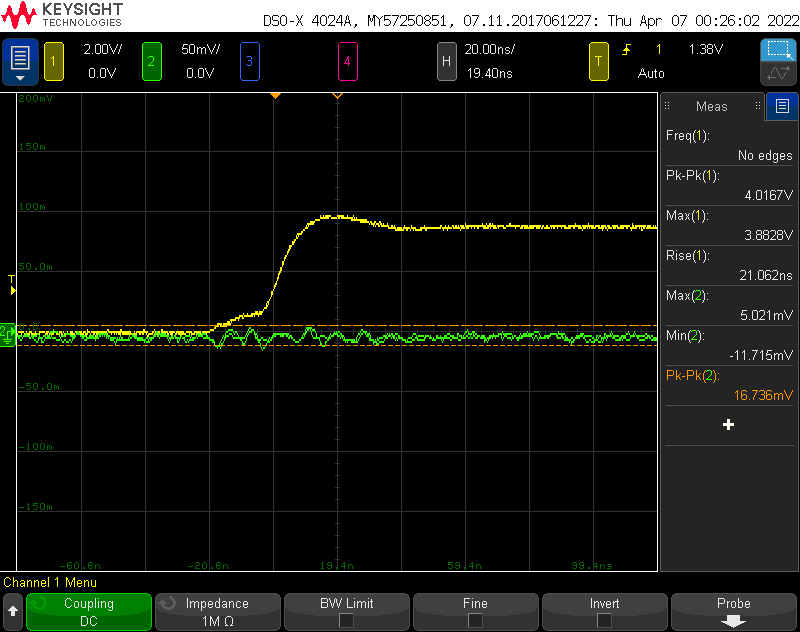 KEYSIGHT
TECHNOLOGIES
DSO-X 4024A, MY57250851, 07.11.2017061227: Thu Apr 07 00:26:02 2022
1 2.00V/ 0.0V
2 50mV/ 0.0V
3
4
H 20.00ns/ 19.40ns
T 1 1.38V
Auto
200mV
150m
100m
50.0m
-50.0m
-100m
-150m
T
2
-60.6n -20.6n 19.4n 59.4n 99.4n
Meas
Freq(1):
No edges
Pk-Pk(1):
4.0167V
Max(1):
3.8828V
Rise(1):
21.062ns
Max(2):
5.021mV
Min(2):
-11.715mV
Pk-Pk(2):
16.736mV
Channel 1 Menu
Coupling
DC
Impedance
1M Ω
BW Limit
Fine
Invert
Probe